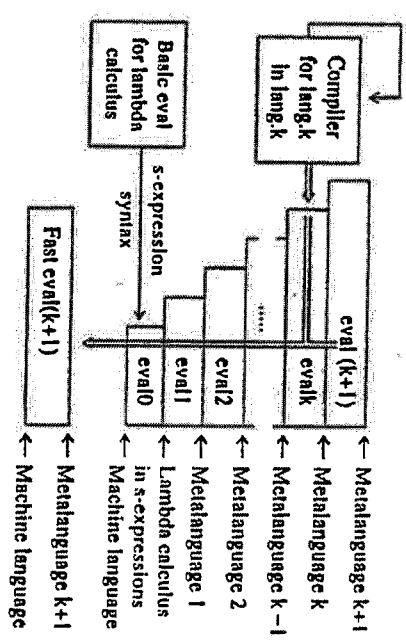 Compiler
for lang.k
in lang.k
Basic eval
for lambda
calculus
s-expression
syntax
eval (k+1)
evalk
.....
eval2
eval1
eval0
Fast eval(k+1)
← Metalanguage k+1
← Metalanguage k
← Metalanguage k-1
← Metalanguage 2
← Metalanguage 1
← Lambda calculus
in s-expressions
← Machine language
← Metalanguage k+1
← Machine language